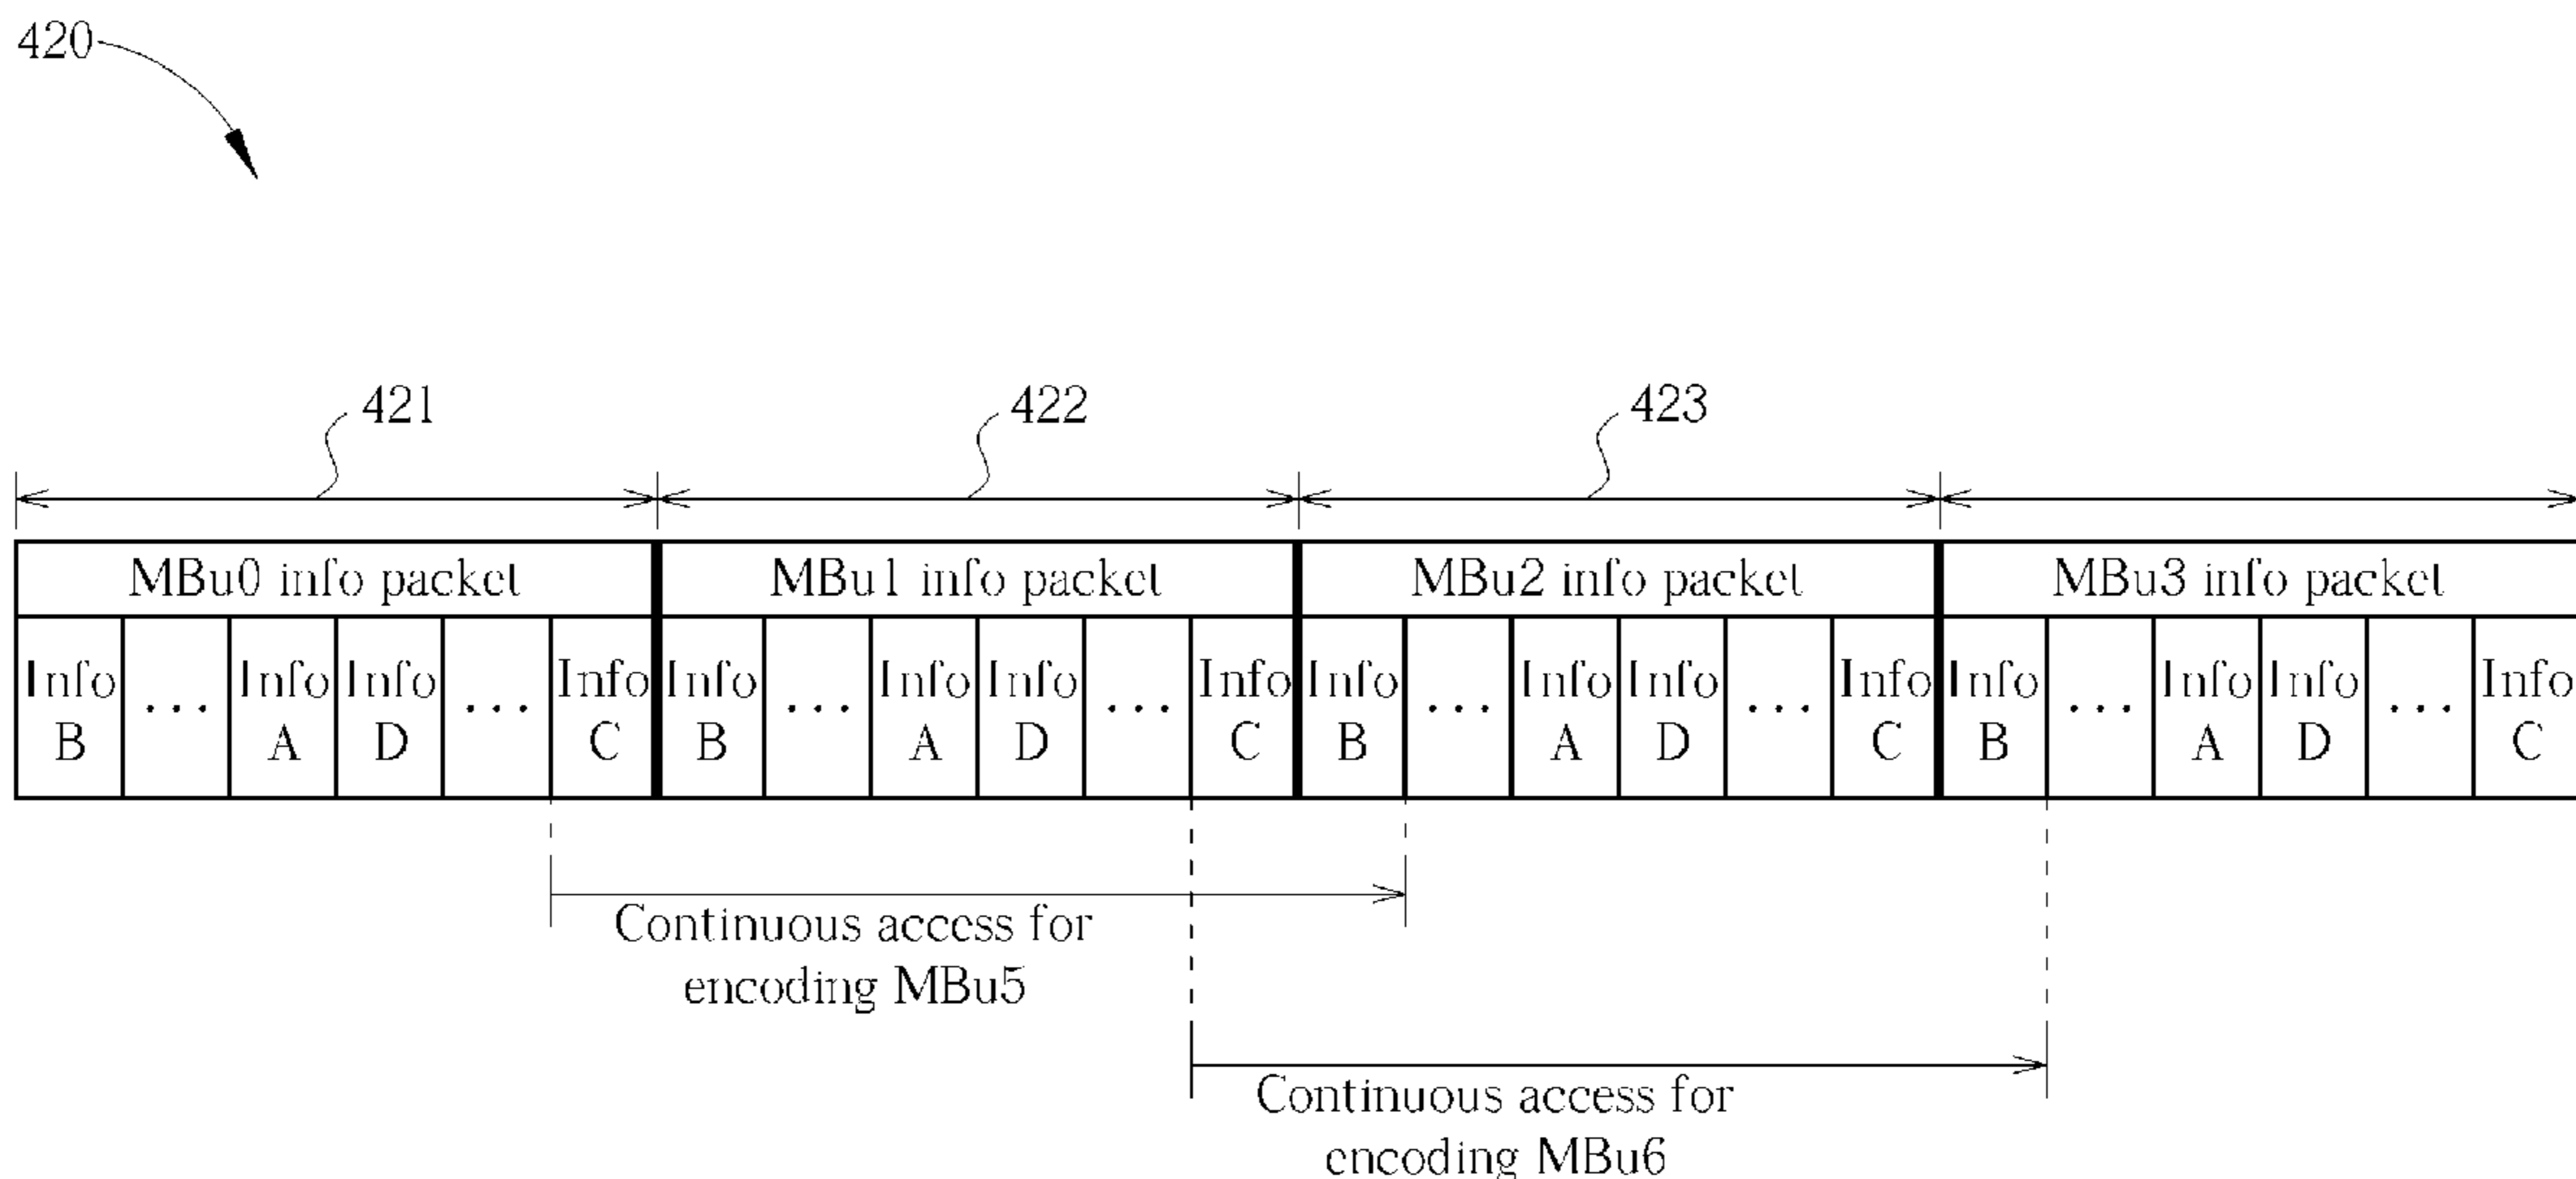 420
421 422 423
MBu0 info packet MBu1 info packet MBu2 info packet MBu3 info packet
Info ... Info Info ... Info Info ... Info Info ... Info Info ... Info Info ... Info Info ... Info Info ... Info
B A D C B A D C B A D C B A D C
Continuous access for
encoding MBu5
Continuous access for
encoding MBu6